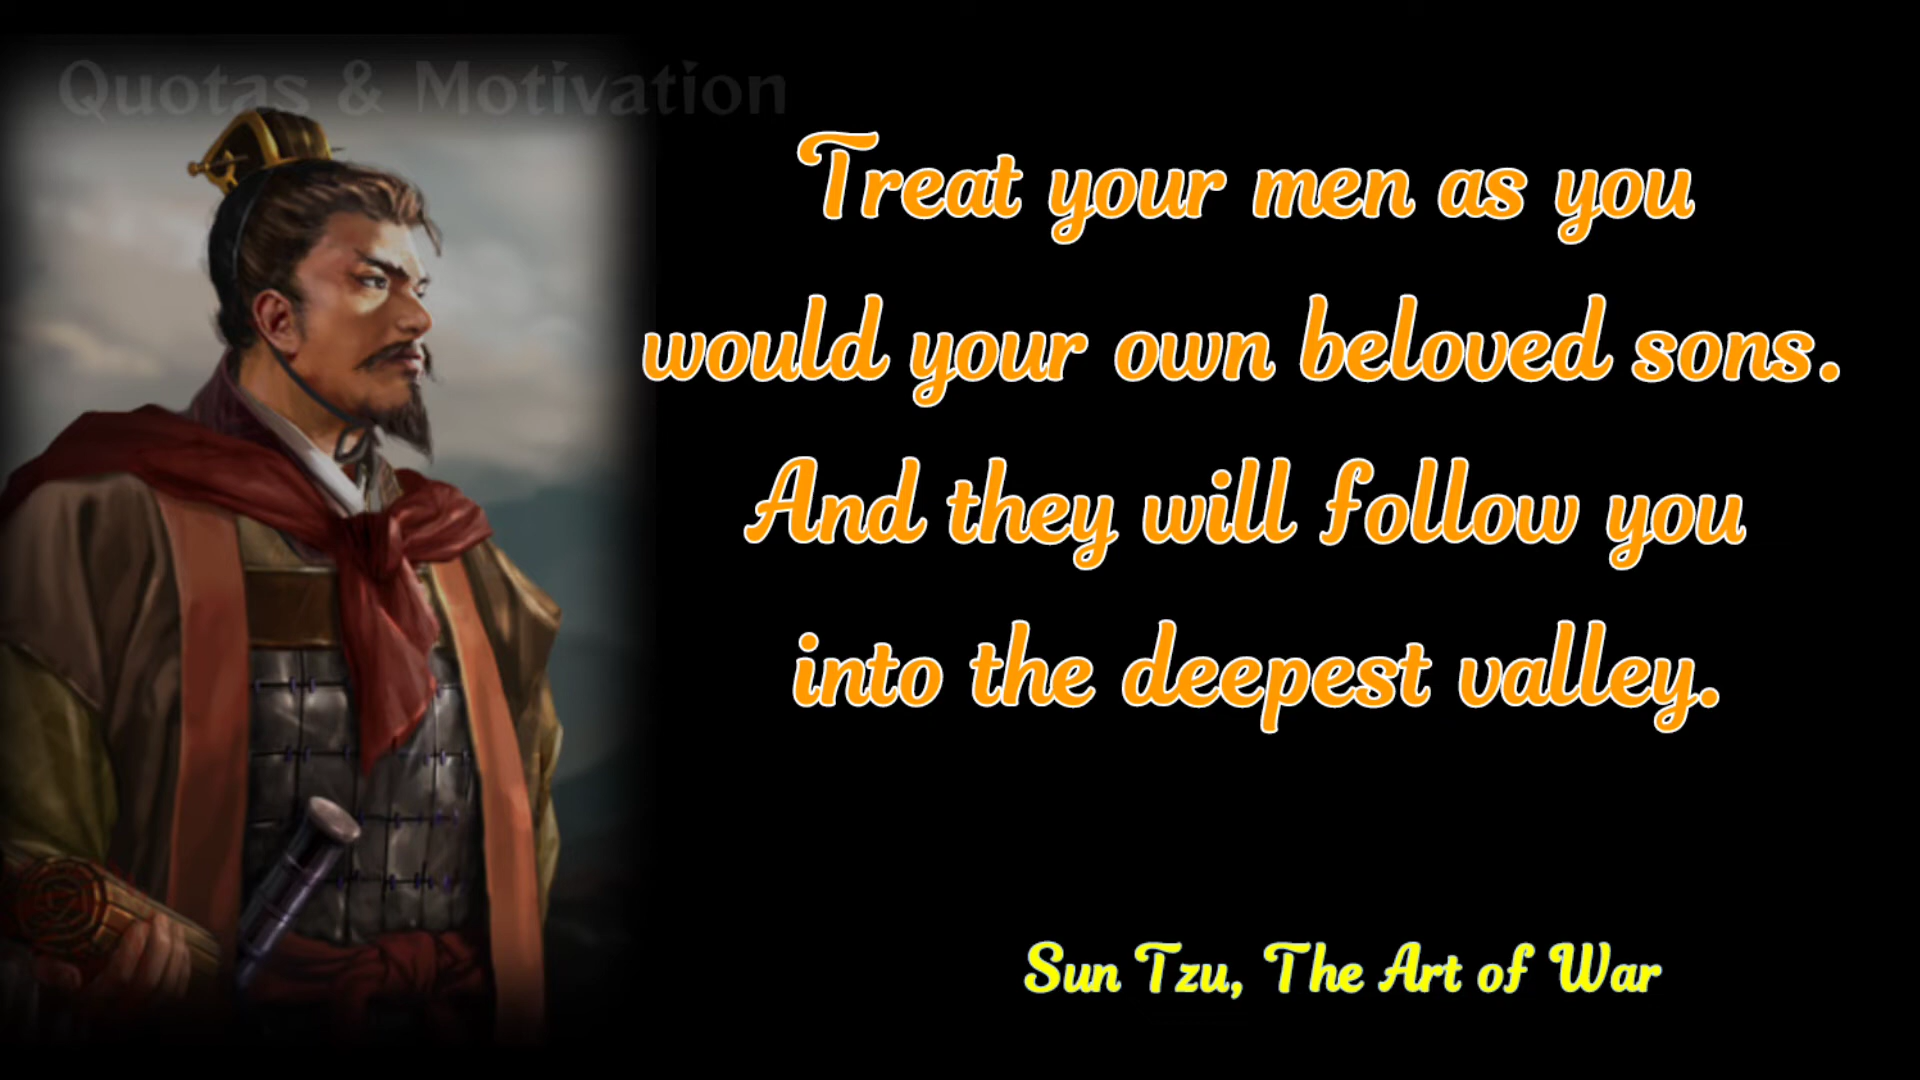 Quotas & Motivation
Treat your men as you
would your own beloved sons.
And they will follow you
into the deepest valley.
Sun Tzu, The Art of War